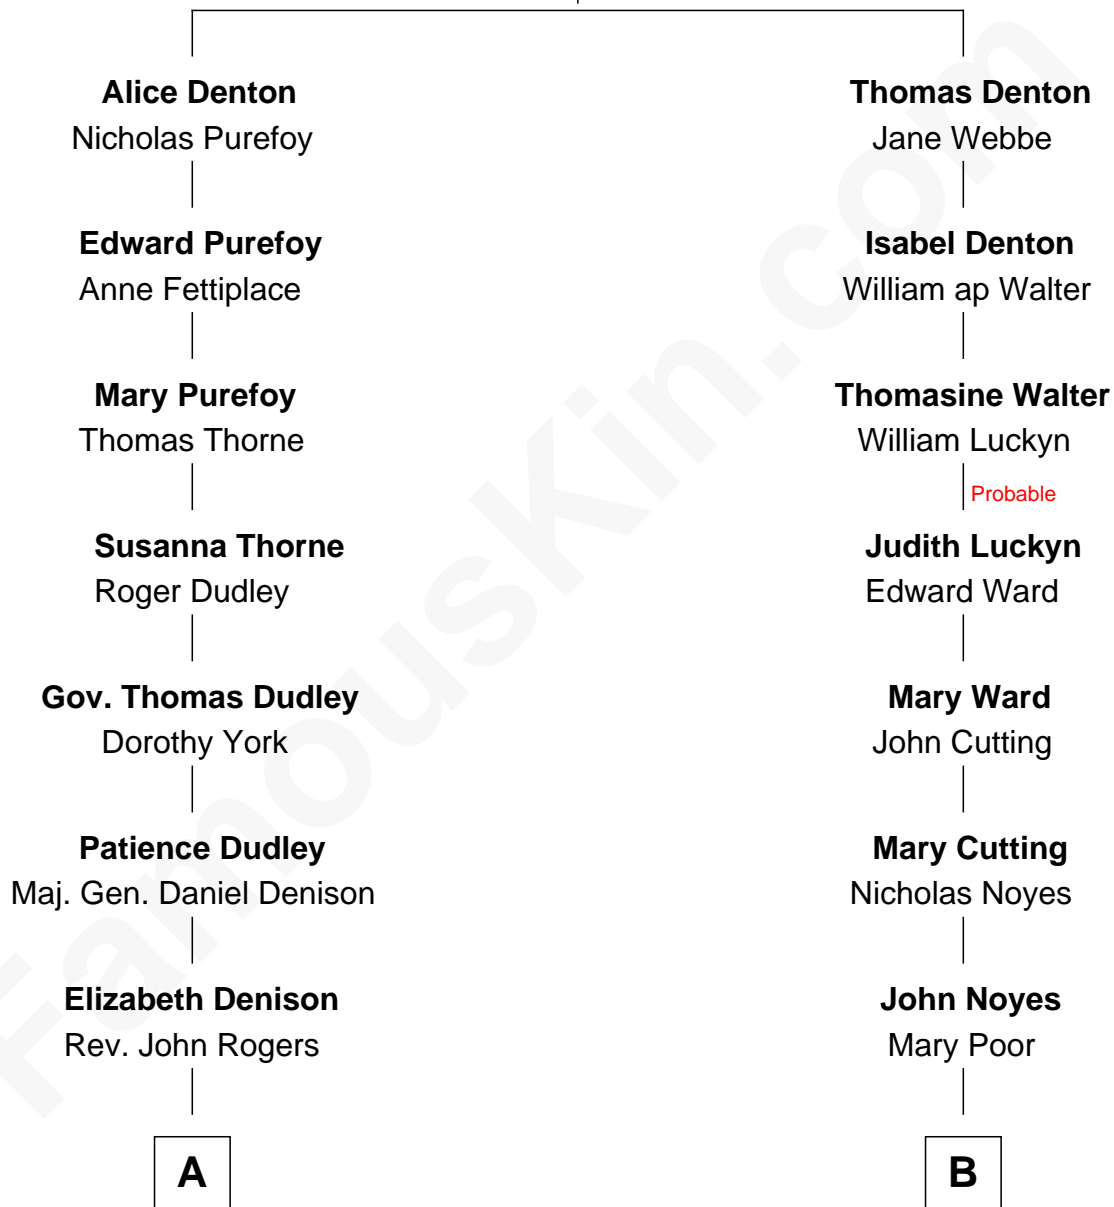 Alice Denton
Nicholas Purefoy
Edward Purefoy
Anne Fettiplace
Mary Purefoy
Thomas Thorne
Susanna Thorne
Roger Dudley
Gov. Thomas Dudley
Dorothy York
Patience Dudley
Maj. Gen. Daniel Denison
Elizabeth Denison
Rev. John Rogers
A
Thomas Denton
Jane Webbe
Isabel Denton
William ap Walter
Thomasine Walter
William Luckyn
Probable
Judith Luckyn
Edward Ward
Mary Ward
John Cutting
Mary Cutting
Nicholas Noyes
John Noyes
Mary Poor
B
FamousKin.com